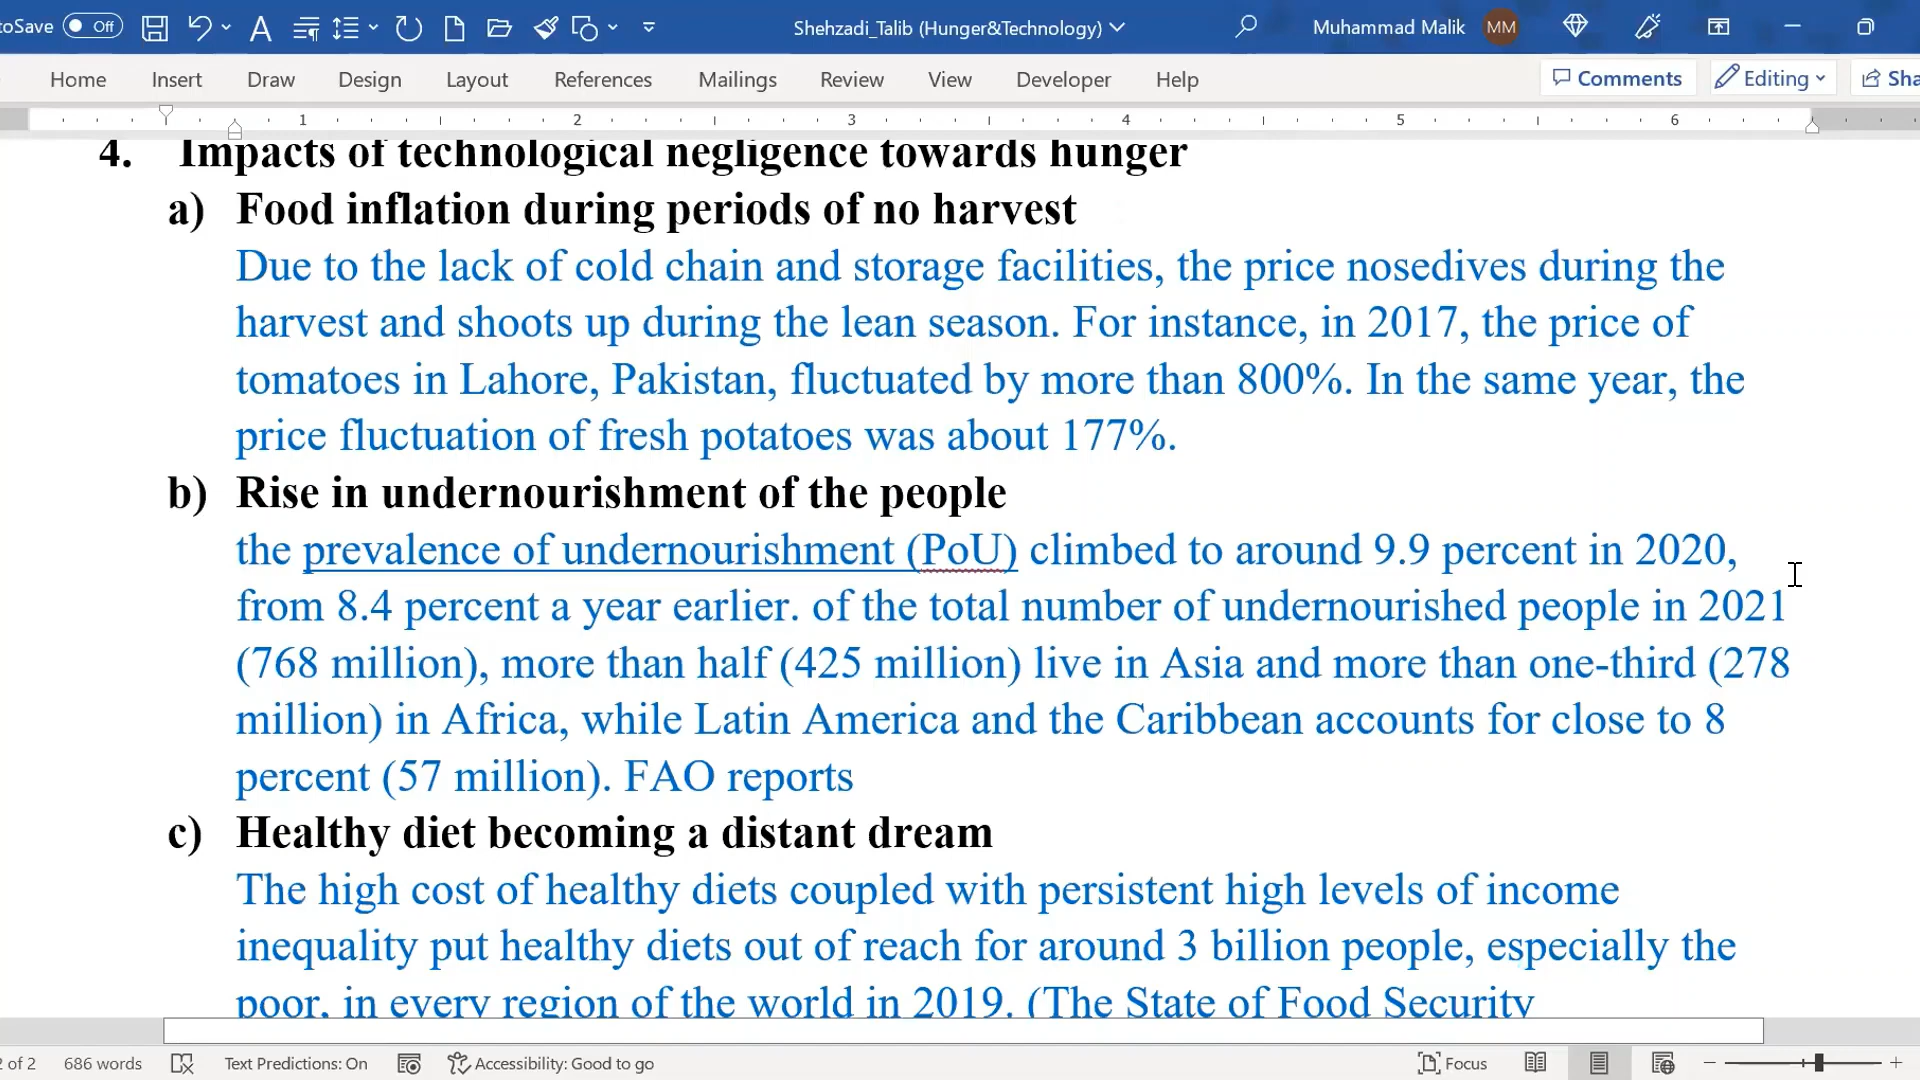 toSave Off
Shehzadi_Talib (Hunger&Technology)
Muhammad Malik MM
Home Insert Draw Design Layout References Mailings Review View Developer Help Comments Editing Sha
1 2 3 4 5 6
4. Impacts of technological negligence towards hunger
a) Food inflation during periods of no harvest
Due to the lack of cold chain and storage facilities, the price nosedives during the
harvest and shoots up during the lean season. For instance, in 2017, the price of
tomatoes in Lahore, Pakistan, fluctuated by more than 800%. In the same year, the
price fluctuation of fresh potatoes was about 177%.
b) Rise in undernourishment of the people
the prevalence of undernourishment (PoU) climbed to around 9.9 percent in 2020,
from 8.4 percent a year earlier. of the total number of undernourished people in 2021
(768 million), more than half (425 million) live in Asia and more than one-third (278
million) in Africa, while Latin America and the Caribbean accounts for close to 8
percent (57 million). FAO reports
c) Healthy diet becoming a distant dream
The high cost of healthy diets coupled with persistent high levels of income
inequality put healthy diets out of reach for around 3 billion people, especially the
poor, in every region of the world in 2019. (The State of Food Security
2 of 2 686 words Text Predictions: On Accessibility: Good to go Focus